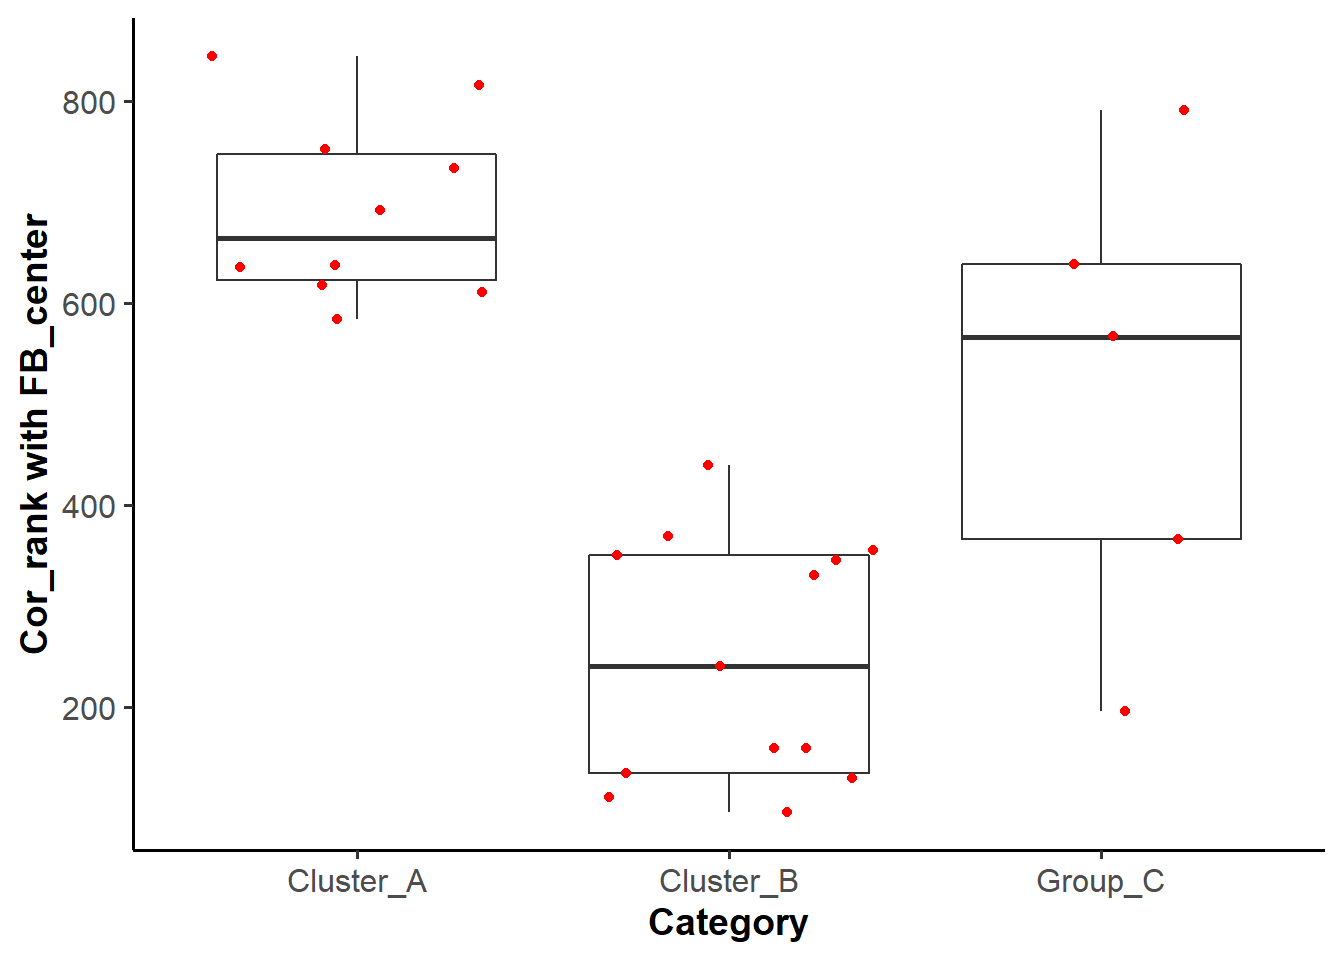 Cor_rank with FB_center
800
600
400
200
Cluster_A
Cluster_B
Group_C
Category